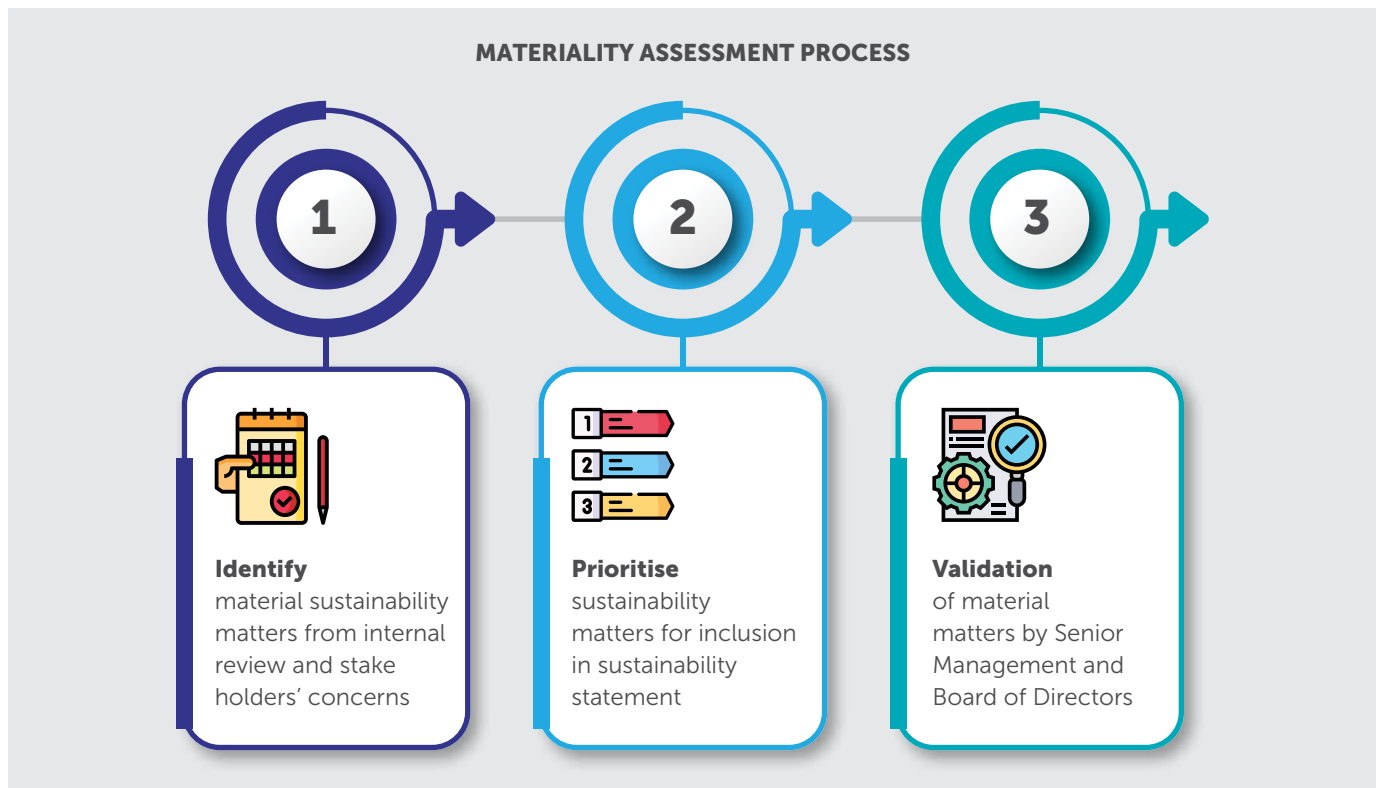 MATERIALITY ASSESSMENT PROCESS
1
2
3
Identify
material sustainability
matters from internal
review and stake
holders’ concerns
1
2
3
Prioritise
sustainability
matters for inclusion
in sustainability
statement
Validation
of material
matters by Senior
Management and
Board of Directors